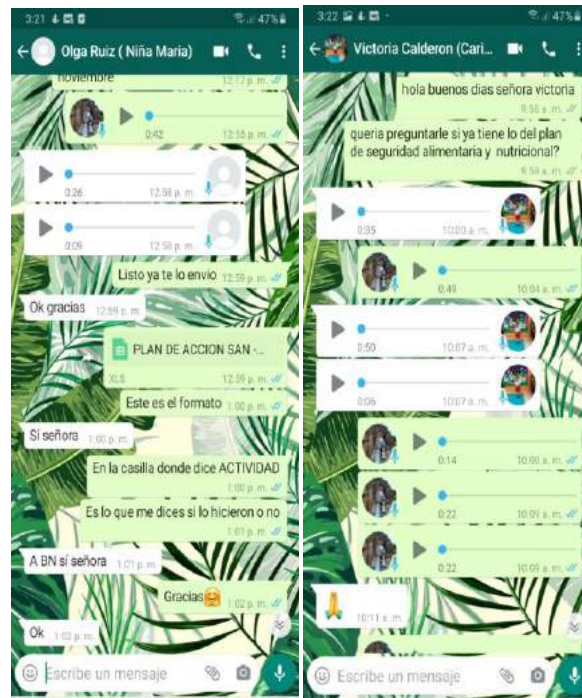 3:21
47%
Olga Ruiz ( Niña Maria)
noviembre
12:17 p. m.
0:42
12:55 p. m.
0:26
12:58 p. m.
0:09
12:58 p. m.
Listo ya te lo envio 12:59 p. m.
Ok gracias 12:59 p. m.
PLAN DE ACCION SAN -...
XLS
12:59 p. m.
Este es el formato 1:00 p. m.
Sí señora 1:00 p. m.
En la casilla donde dice ACTIVIDAD
1:00 p. m.
Es lo que me dices si lo hicieron o no
1:01 p. m.
A BN sí señora 1:01 p. m.
Gracias 1:02 p. m.
Ok 1:02 p. m.
Escribe un mensaje
3:22
47%
Victoria Calderon (Cari...
hola buenos dias señora victoria
9:58 a. m.
queria preguntarle si ya tiene lo del plan
de seguridad alimentaria y nutricional?
9:58 a. m.
0:35
10:03 a. m.
0:49
10:04 a. m.
0:50
10:07 a. m.
0:06
10:07 a. m.
0:14
10:08 a. m.
0:22
10:09 a. m.
0:22
10:09 a. m.
10:11 a. m.
Escribe un mensaje